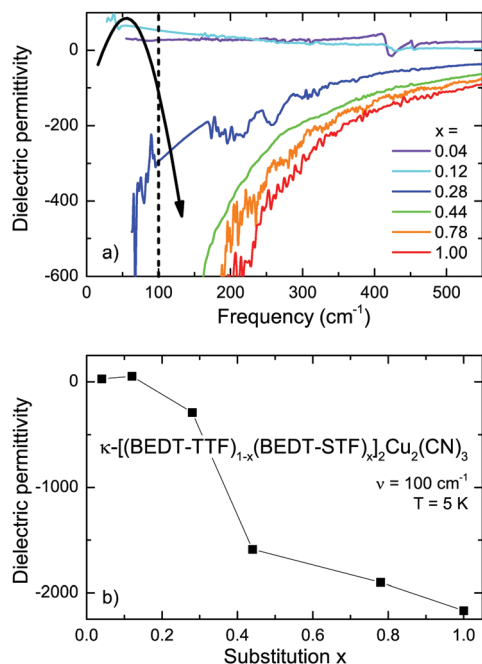 0
-200
-400
-600
Dielectric permittivity
a)
x =
0.04
0.12
0.28
0.44
0.78
1.00
0 100 200 300 400 500
Frequency (cm⁻¹)
0
-1000
-2000
Dielectric permittivity
κ-[(BEDT-TTF)₁₋ₓ(BEDT-STF)ₓ]₂Cu₂(CN)₃
ν = 100 cm⁻¹
T = 5 K
b)
0.0 0.2 0.4 0.6 0.8 1.0
Substitution x